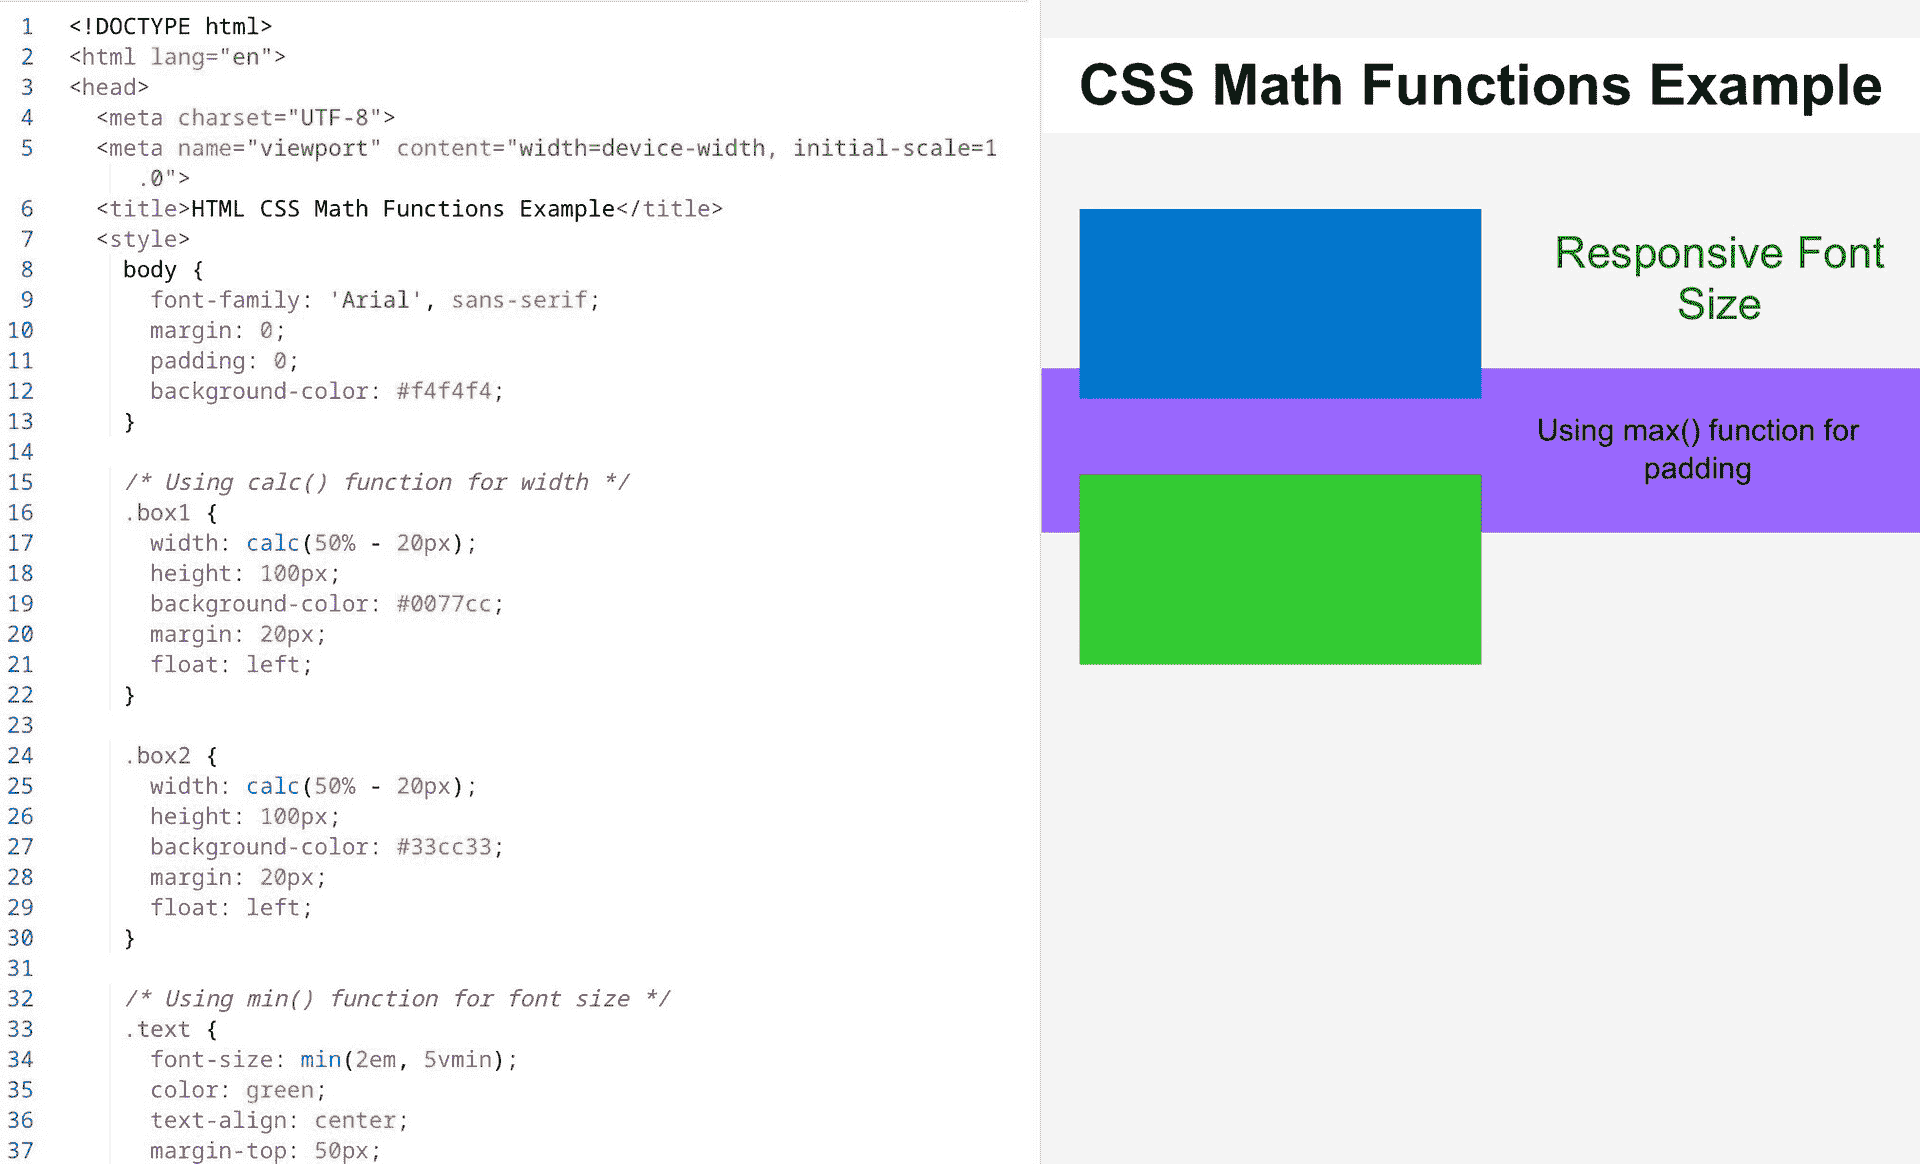 1 <!DOCTYPE html>
2 <html lang="en">
3 <head>
4 <meta charset="UTF-8">
5 <meta name="viewport" content="width=device-width, initial-scale=1
.0">
6 <title>HTML CSS Math Functions Example</title>
7 <style>
8 body {
9 font-family: 'Arial', sans-serif;
10 margin: 0;
11 padding: 0;
12 background-color: #f4f4f4;
13 }
14
15 /* Using calc() function for width */
16 .box1 {
17 width: calc(50% - 20px);
18 height: 100px;
19 background-color: #0077cc;
20 margin: 20px;
21 float: left;
22 }
23
24 .box2 {
25 width: calc(50% - 20px);
26 height: 100px;
27 background-color: #33cc33;
28 margin: 20px;
29 float: left;
30 }
31
32 /* Using min() function for font size */
33 .text {
34 font-size: min(2em, 5vmin);
35 color: green;
36 text-align: center;
37 margin-top: 50px;
CSS Math Functions Example
Responsive Font
Size
Using max() function for
padding